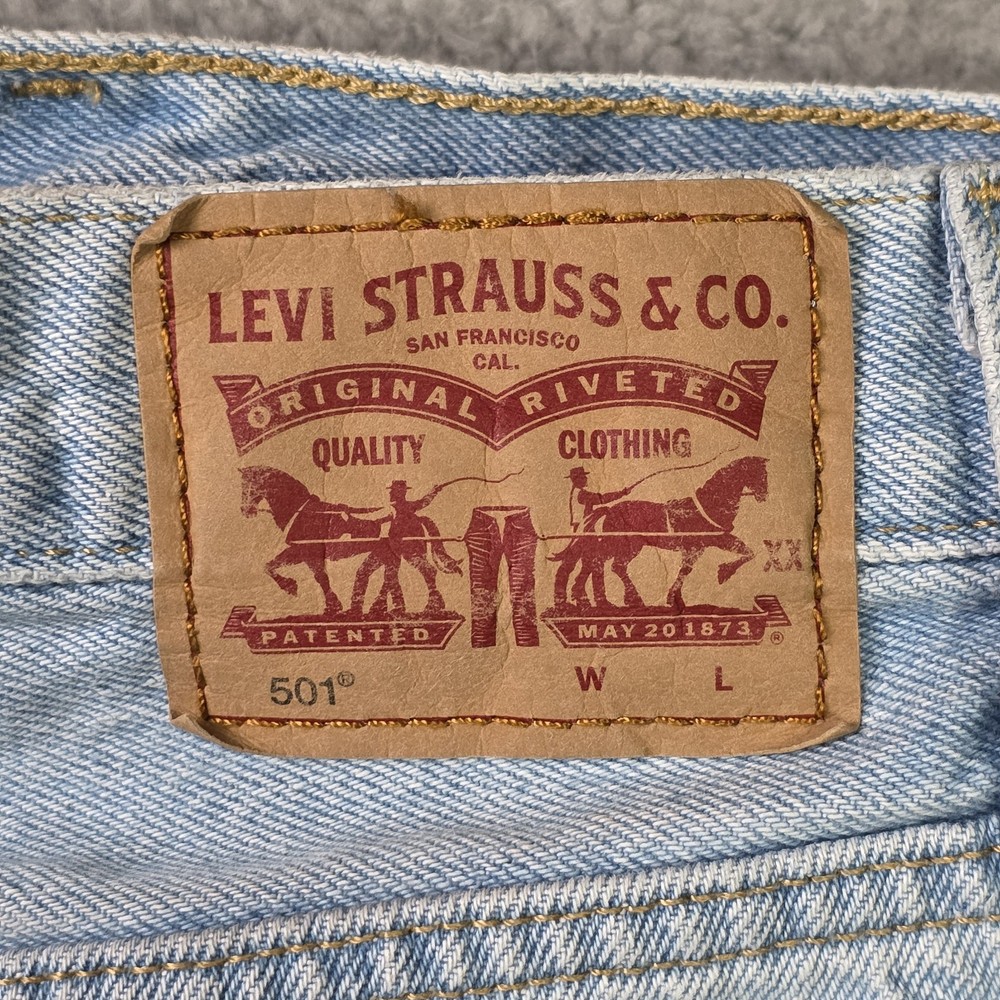 LEVI STRAUSS & CO.
SAN FRANCISCO
CAL.
ORIGINAL RIVETED
QUALITY CLOTHING
XX
PATENTED MAY 20 1873 ®
501® W L